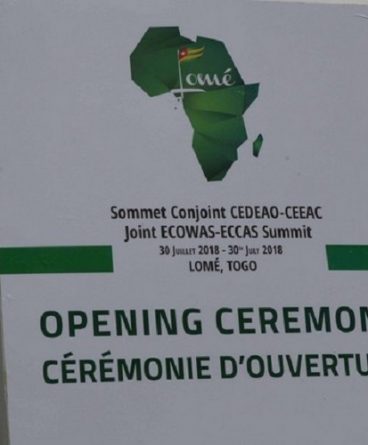 Lomé
Sommet Conjoint CEDEAO-CEEAC
Joint ECOWAS-ECCAS Summit
30 Juillet 2018 - 30th July 2018
LOMÉ, TOGO
OPENING CEREMON
CÉRÉMONIE D'OUVERTU